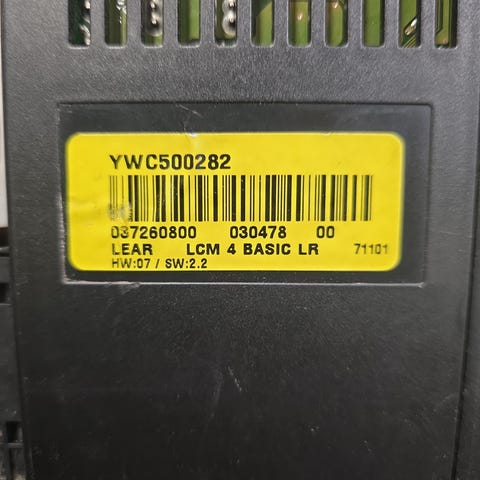 YWC500282
037260800 030478 00
LEAR LCM 4 BASIC LR 71101
HW:07 / SW:2.2